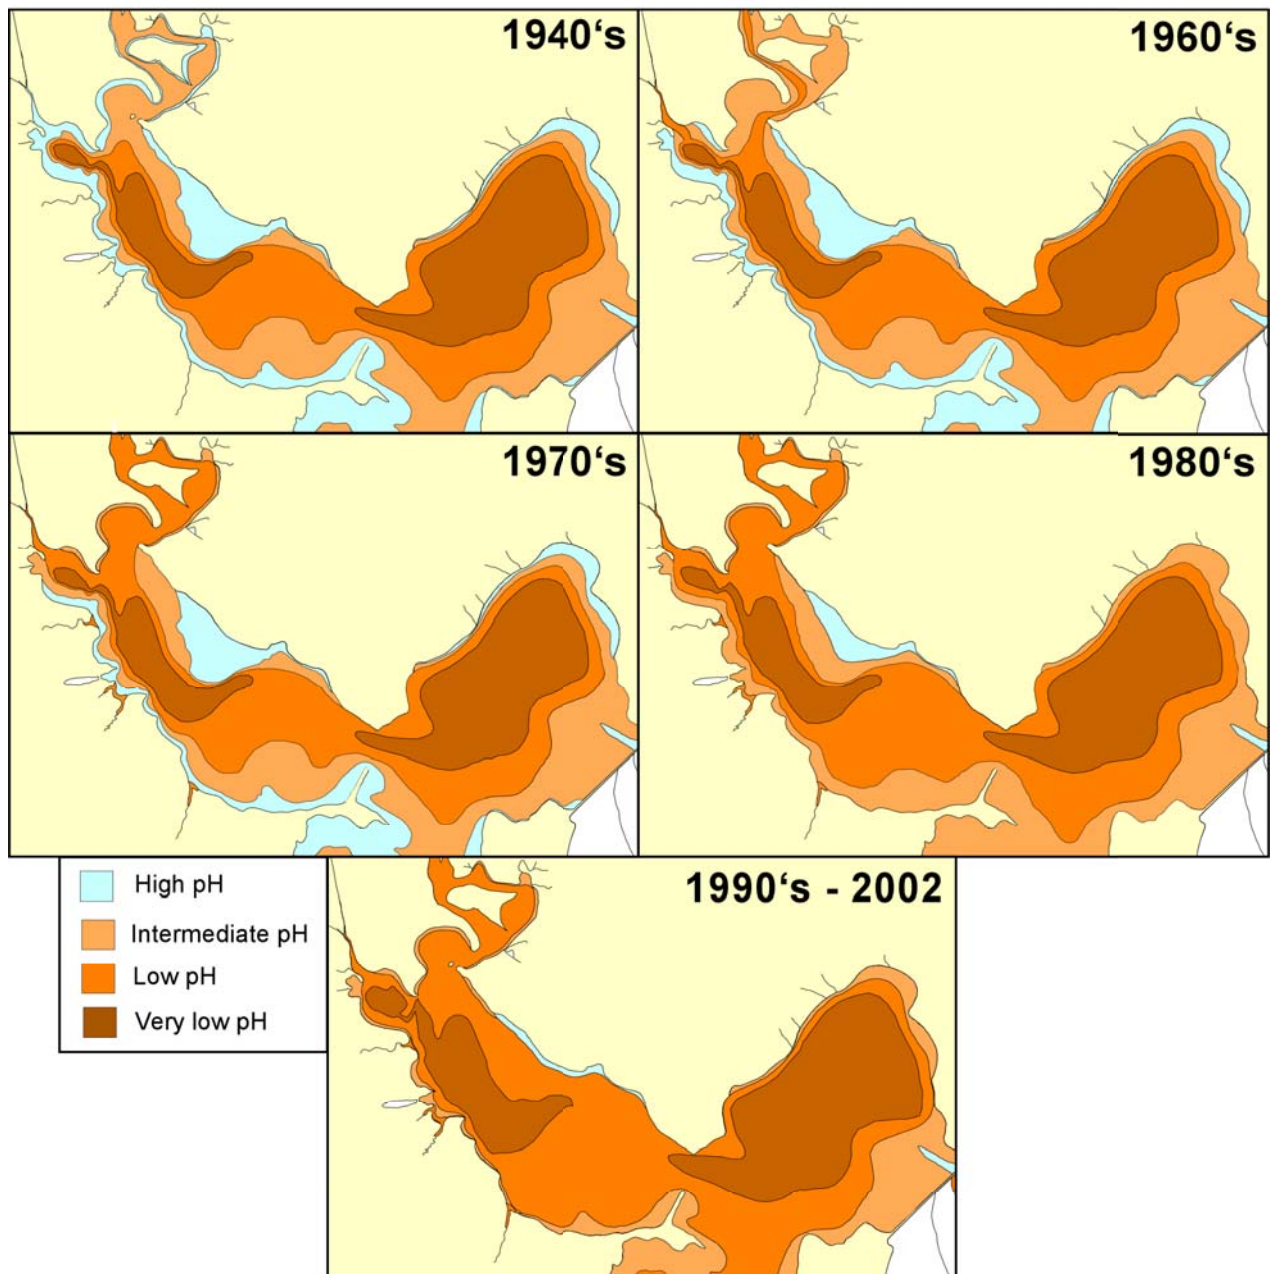 1940‘s
1960‘s
1970‘s
1980‘s
1990‘s - 2002
High pH
Intermediate pH
Low pH
Very low pH